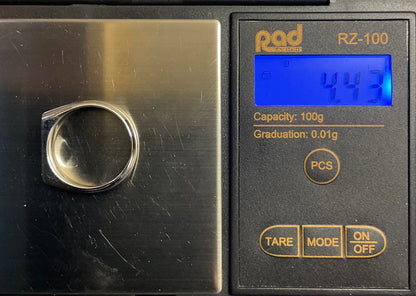 rad
RZ-100
4.43
Capacity: 100g
Graduation: 0.01g
PCS
TARE
MODE
ON
OFF